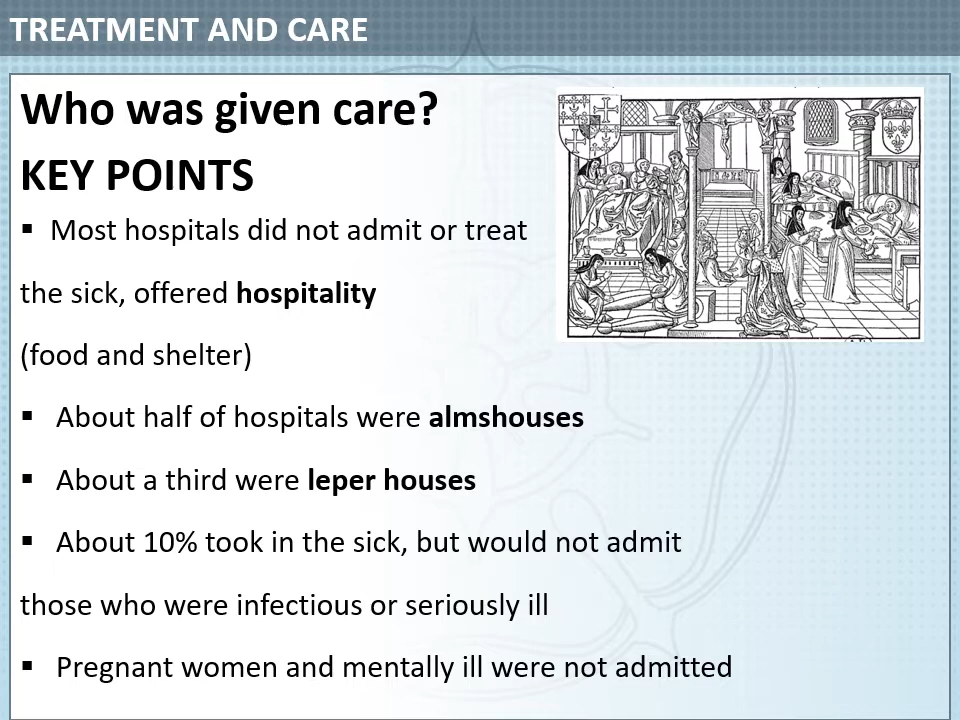 TREATMENT AND CARE
Who was given care?
KEY POINTS
▪ Most hospitals did not admit or treat
the sick, offered hospitality
(food and shelter)
▪ About half of hospitals were almshouses
▪ About a third were leper houses
▪ About 10% took in the sick, but would not admit
those who were infectious or seriously ill
▪ Pregnant women and mentally ill were not admitted